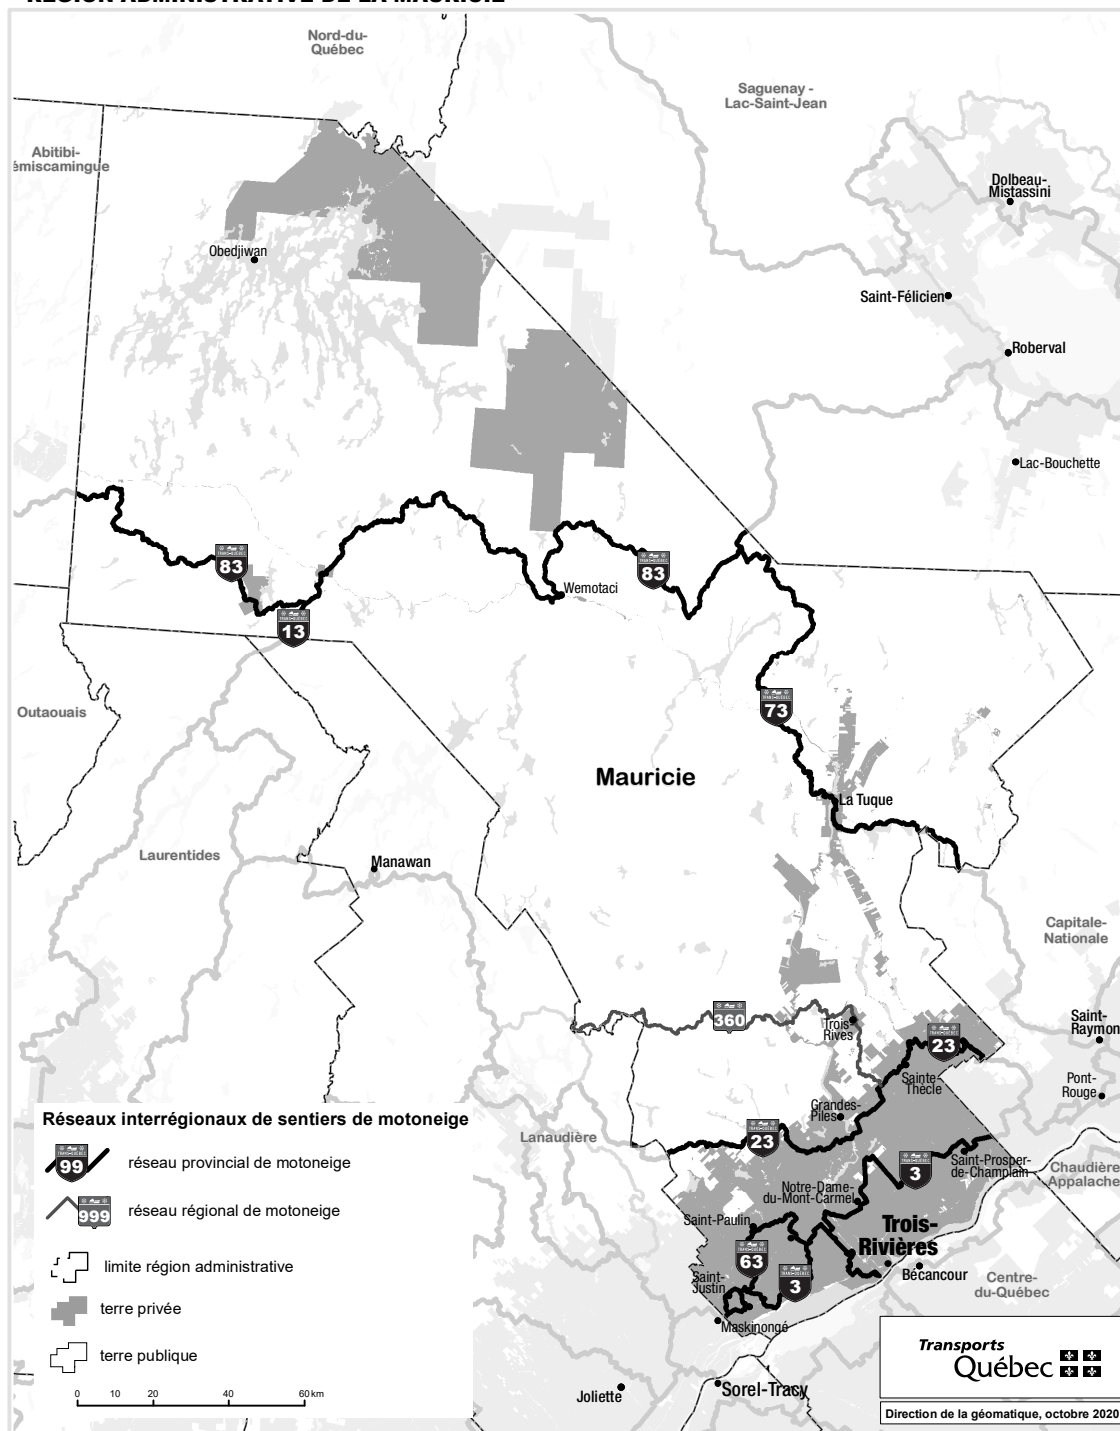 RÉGION ADMINISTRATIVE DE LA MAURICIE
Nord-du-
Québec
Saguenay -
Lac-Saint-Jean
Abitibi-
émiscamingue
Dolbeau-
Mistassini
Obedjiwan
Saint-Félicien
Roberval
Lac-Bouchette
83
83
Wemotaci
13
Outaouais
73
Mauricie
La Tuque
Laurentides
Manawan
Capitale-
Nationale
360
Trois-
Rives
Saint-
Raymon
23
Sainte-
Thècle
Pont-
Rouge
Grandes-
Piles
Lanaudière
23
3
Saint-Prosper-
de-Champlain
Chaudière
Appalache
Notre-Dame-
du-Mont-Carmel
Saint-Paulin
Trois-
Rivières
63
Saint-
Justin
3
Bécancour
Centre-
du-Québec
Maskinongé
Joliette
Sorel-Tracy
Réseaux interrégionaux de sentiers de motoneige
99 réseau provincial de motoneige
999 réseau régional de motoneige
limite région administrative
terre privée
terre publique
0 10 20 40 60 km
Transports
Québec
Direction de la géomatique, octobre 2020